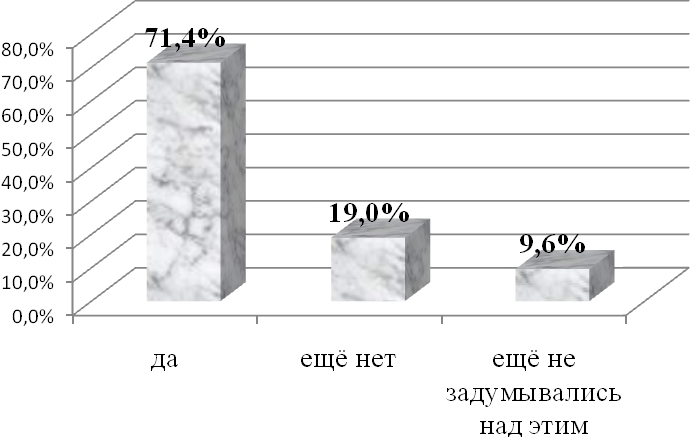 71,4%
19,0%
9,6%
80,0%
70,0%
60,0%
50,0%
40,0%
30,0%
20,0%
10,0%
0,0%
да
ещё нет
ещё не
задумывались
над этим